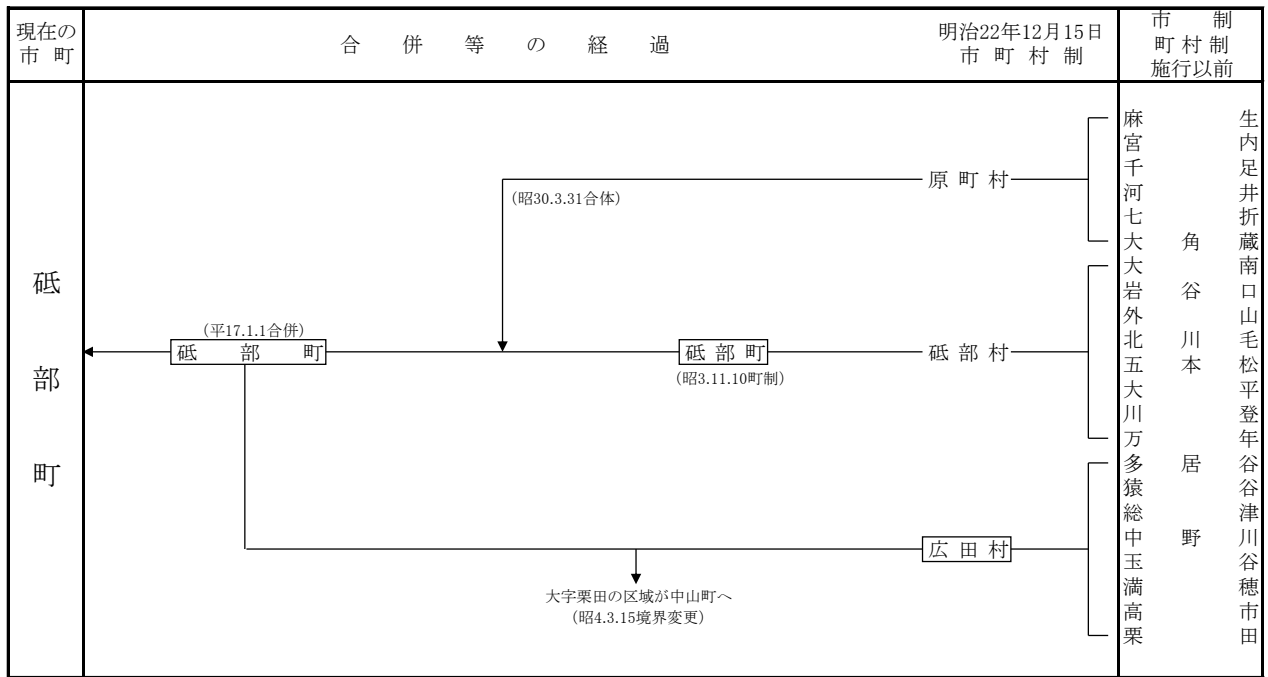 現在の
市町
合併等の経過
明治22年12月15日
市町村制
市制
町村制
施行以前
砥部町
(平17.1.1合併)
砥部町
(昭30.3.31合体)
砥部町
(昭3.11.10町制)
原町村
砥部村
広田村
大字栗田の区域が中山町へ
(昭4.3.15境界変更)
麻生
宮内
千足
河井
七折
大角蔵
大南
岩谷口
外山
北川毛
五本松
大平
川登
万年
多居谷
猿谷
総津
中野川
玉谷
満穂
高市
栗田